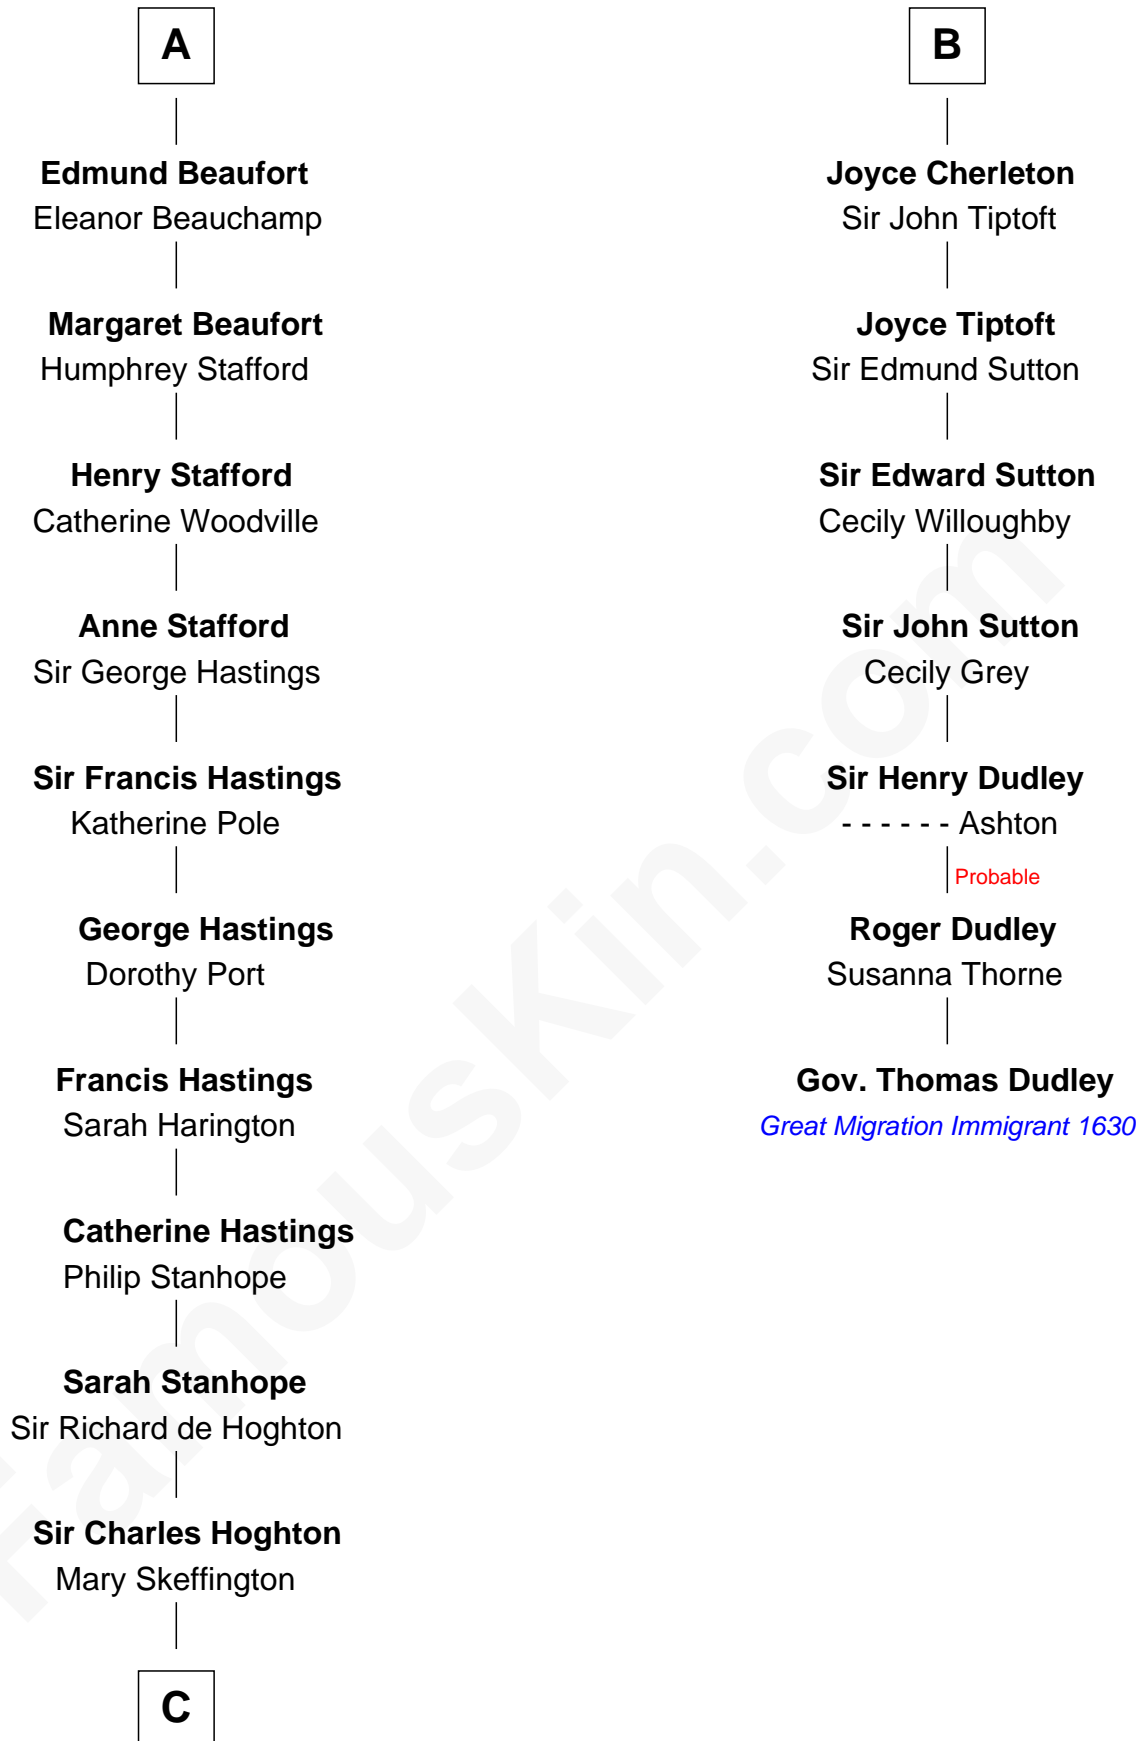 A
Edmund Beaufort
Eleanor Beauchamp
Margaret Beaufort
Humphrey Stafford
Henry Stafford
Catherine Woodville
Anne Stafford
Sir George Hastings
Sir Francis Hastings
Katherine Pole
George Hastings
Dorothy Port
Francis Hastings
Sarah Harington
Catherine Hastings
Philip Stanhope
Sarah Stanhope
Sir Richard de Hoghton
Sir Charles Hoghton
Mary Skeffington
C
B
Joyce Cherleton
Sir John Tiptoft
Joyce Tiptoft
Sir Edmund Sutton
Sir Edward Sutton
Cecily Willoughby
Sir John Sutton
Cecily Grey
Sir Henry Dudley
- - - - - - Ashton
Probable
Roger Dudley
Susanna Thorne
Gov. Thomas Dudley
Great Migration Immigrant 1630
FamousKin.com